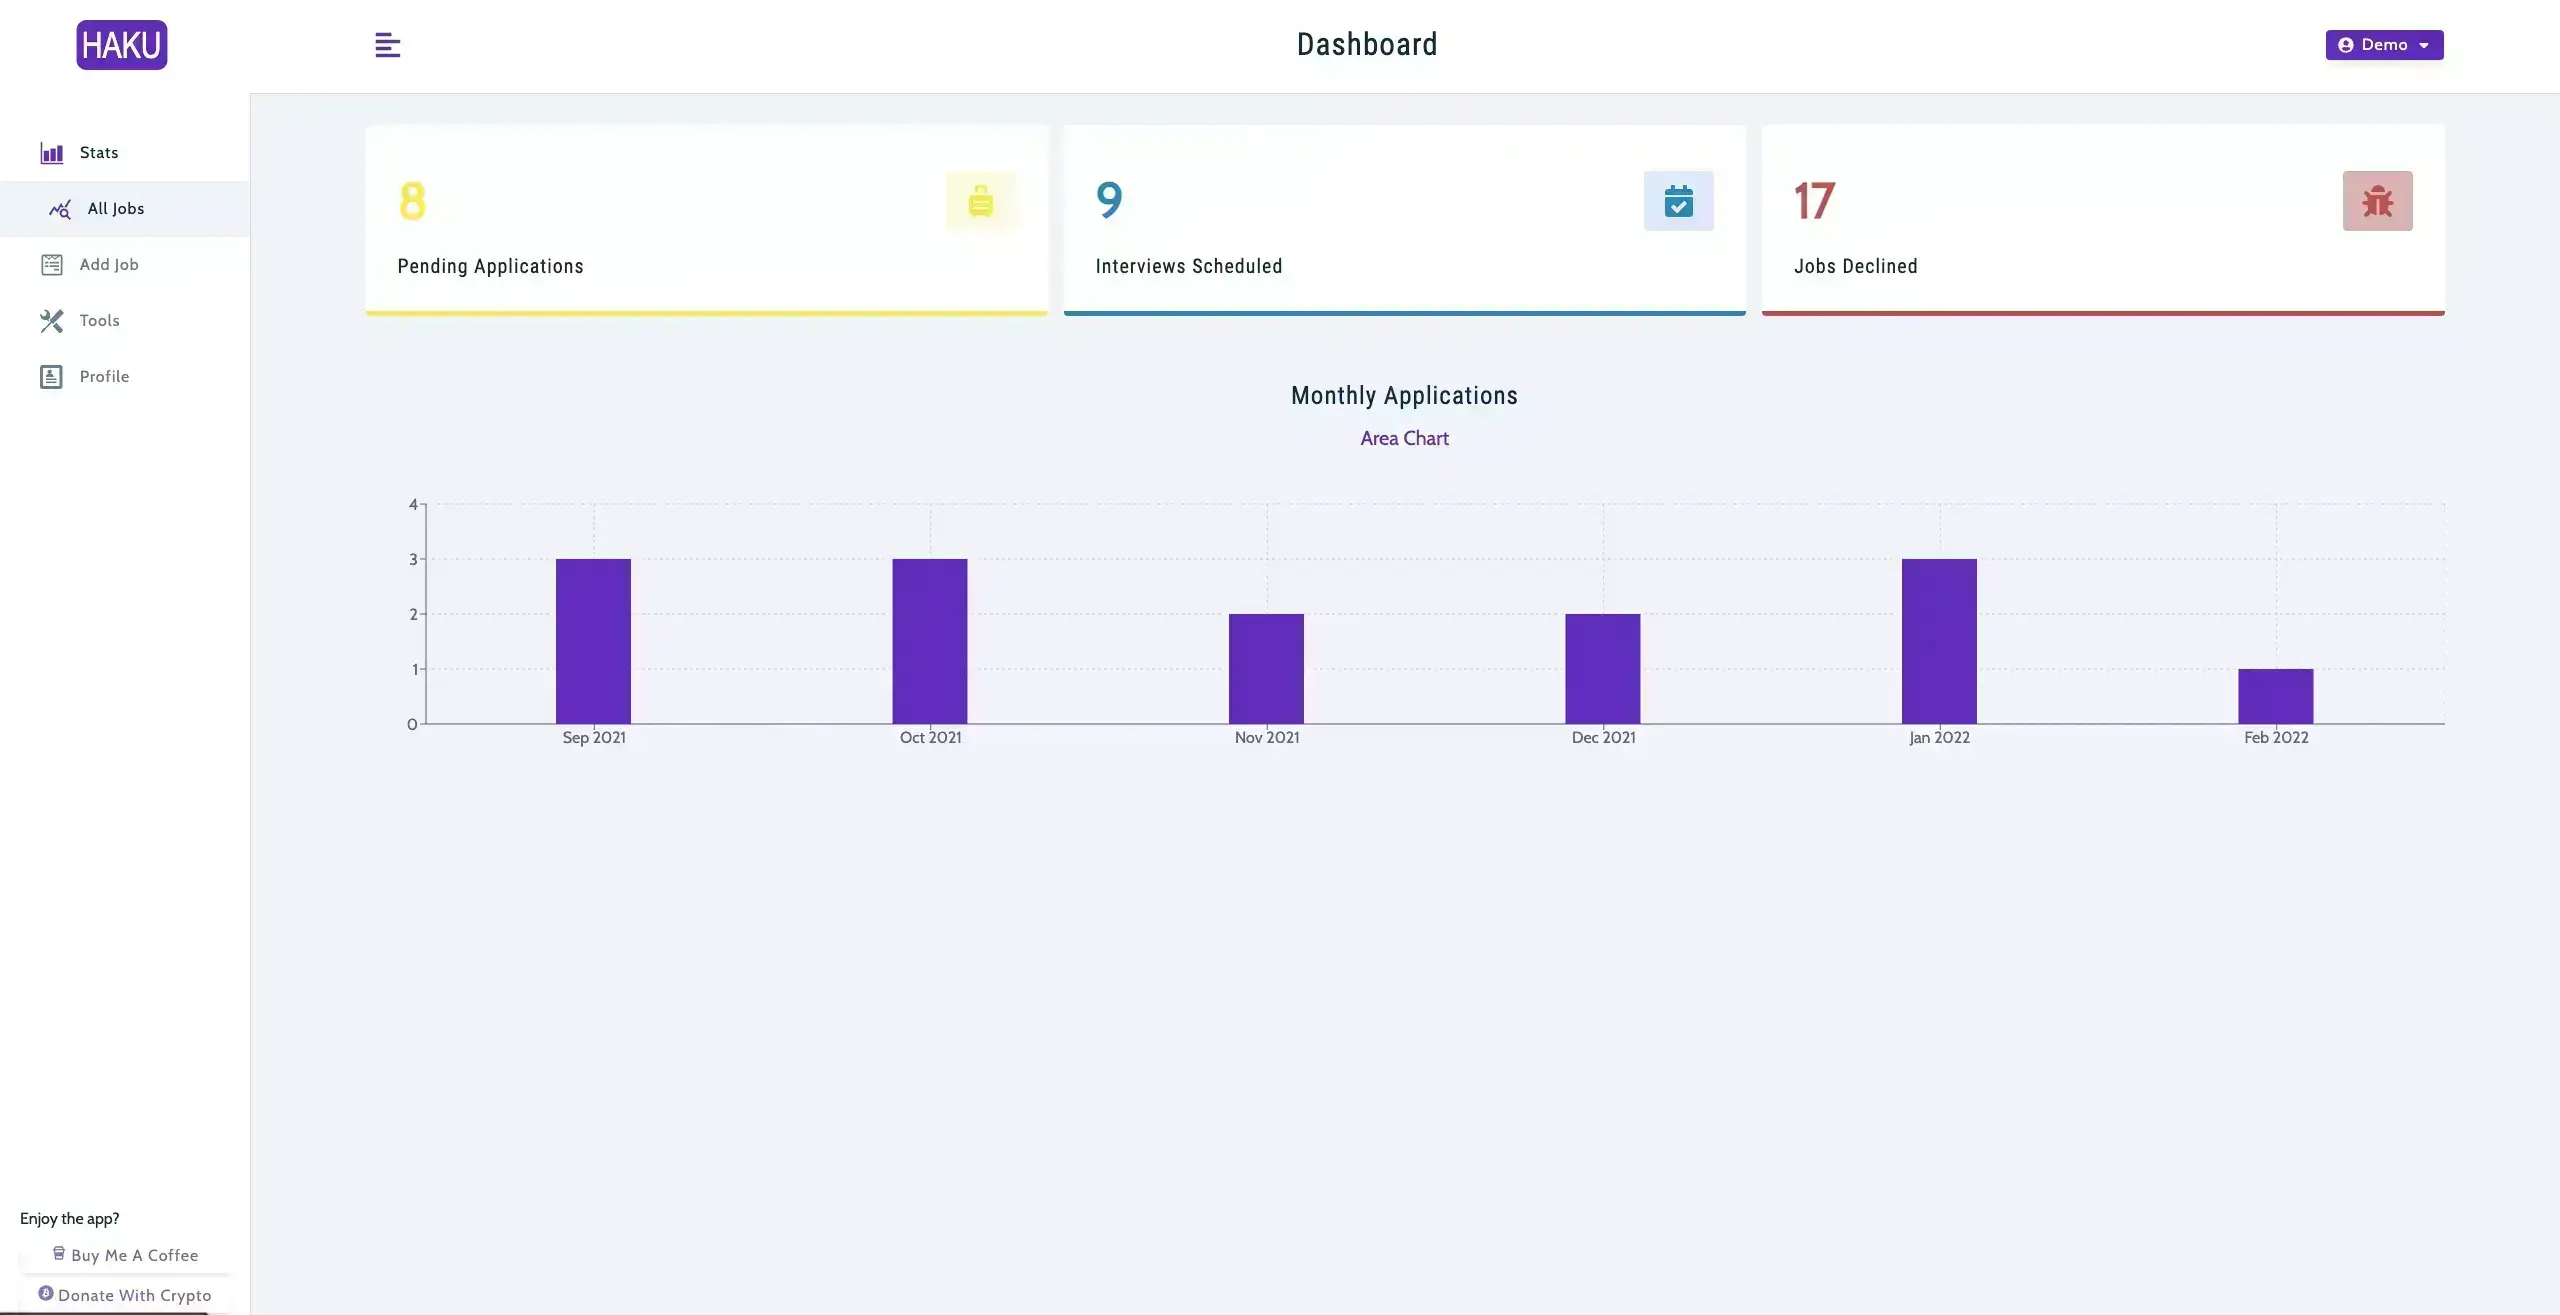 HAKU
Dashboard
Demo
Stats
All Jobs
Add Job
Tools
Profile
8
Pending Applications
9
Interviews Scheduled
17
Jobs Declined
Monthly Applications
Area Chart
4
3
2
1
0
Sep 2021 Oct 2021 Nov 2021 Dec 2021 Jan 2022 Feb 2022
Enjoy the app?
Buy Me A Coffee
Donate With Crypto